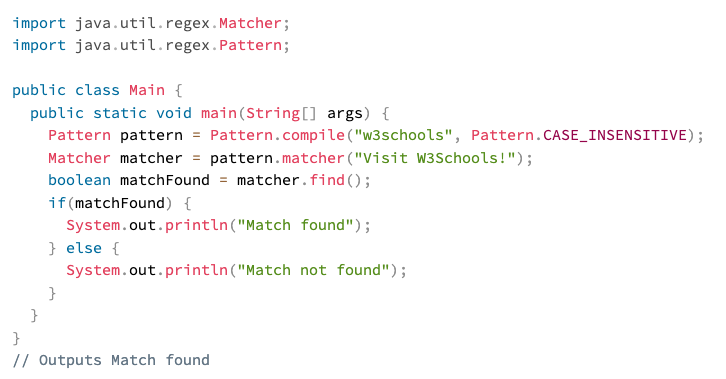 import java.util.regex.Matcher;
import java.util.regex.Pattern;

public class Main {
  public static void main(String[] args) {
    Pattern pattern = Pattern.compile("w3schools", Pattern.CASE_INSENSITIVE);
    Matcher matcher = pattern.matcher("Visit W3Schools!");
    boolean matchFound = matcher.find();
    if(matchFound) {
      System.out.println("Match found");
    } else {
      System.out.println("Match not found");
    }
  }
}
// Outputs Match found